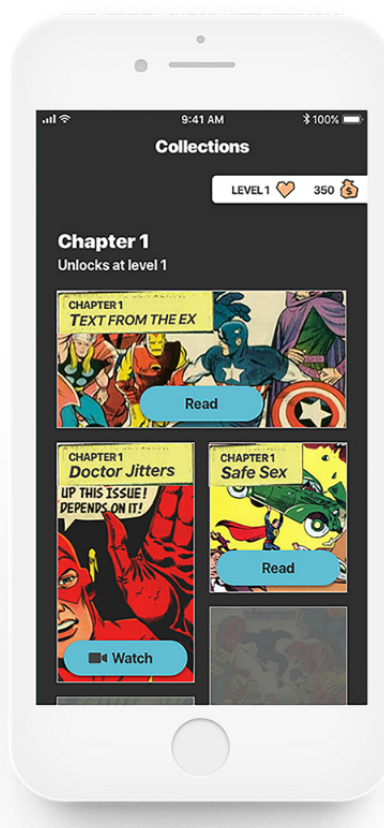 9:41 AM
100%
Collections
LEVEL 1
350
$
Chapter 1
Unlocks at level 1
CHAPTER 1
TEXT FROM THE EX
Read
CHAPTER 1
Doctor Jitters
UP THIS ISSUE!
DEPENDS ON IT!
Watch
CHAPTER 1
Safe Sex
Read